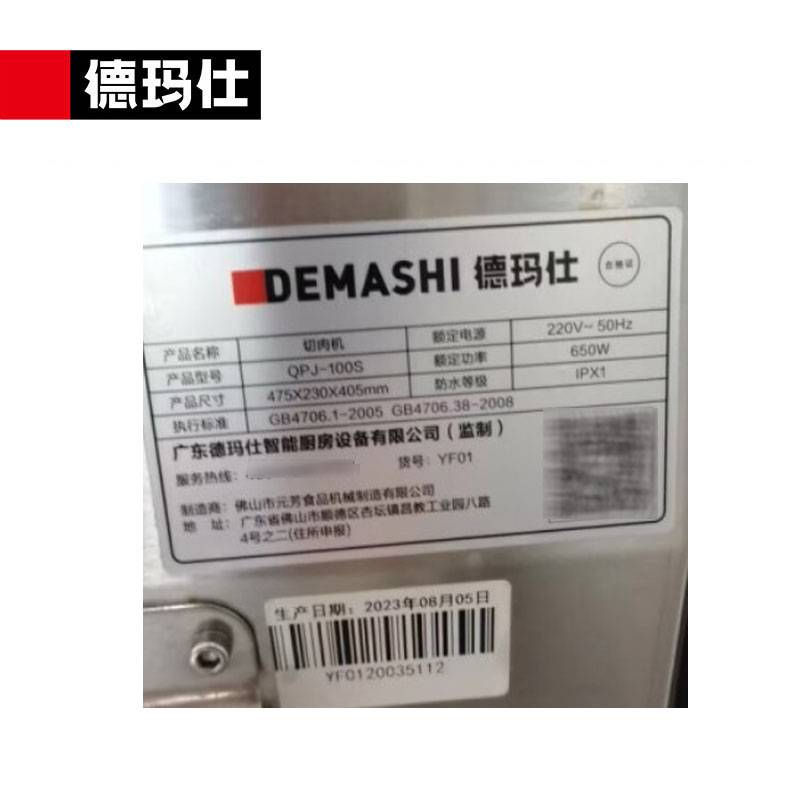 德玛仕
DEMASHI 德玛仕 合格证
产品名称 切肉机 额定电源 220V~50Hz
产品型号 QPJ-100S 额定功率 650W
产品尺寸 475X230X405mm 防水等级 IPX1
执行标准 GB4706.1-2005 GB4706.38-2008
广东德玛仕智能厨房设备有限公司(监制)
服务热线: 货号: YF01
制造商: 佛山市元芳食品机械制造有限公司
地 址: 广东省佛山市顺德区杏坛镇昌教工业园八路
4号之二(住所申报)
生产日期: 2023年08月05日
YF0120035112